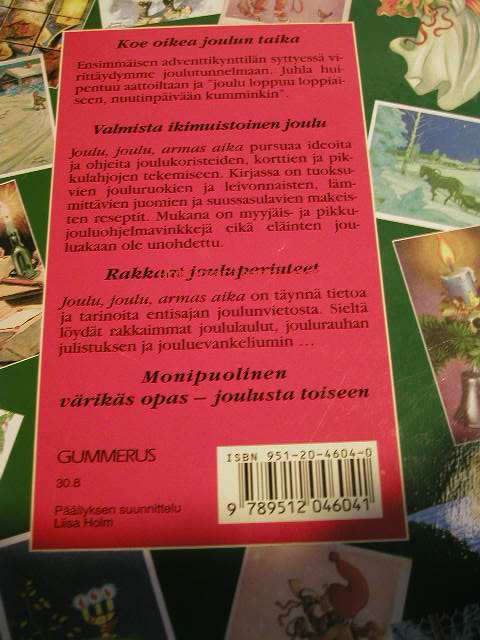 Koe oikea joulun taika
Ensimmäisen adventtikynttilän syttyessä vi-
rittäydymme joulutunnelmaan. Juhla hui-
pentuu aattoiltaan ja "joulu loppuu loppiai-
seen, nuutinpäivään kumminkin".
Valmista ikimuistoinen joulu
Joulu, joulu, armas aika pursuaa ideoita
ja ohjeita joulukoristeiden, korttien ja pik-
kulahjojen tekemiseen. Kirjassa on tuoksu-
vien jouluruokien ja leivonnaisten, läm-
mittävien juomien ja suussasulavien makeis-
ten reseptit. Mukana on myyjäis- ja pikku-
jouluohjelmavinkkejä eikä eläinten jou-
luakaan ole unohdettu.
Rakkaat jouluperinteet
Joulu, joulu, armas aika on täynnä tietoa
ja tarinoita entisajan joulunvietosta. Sieltä
löydät rakkaimmat joululaulut, joulurauhan
julistuksen ja jouluevankeliumin ...
Monipuolinen
värikäs opas – joulusta toiseen
GUMMERUS
30.8
Päällyksen suunnittelu
Liisa Holm
ISBN 951-20-4604-0
9 789512 046041